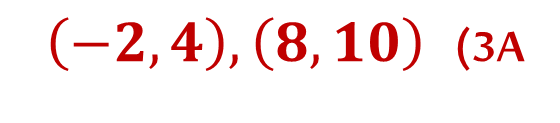 (−2, 4), (8, 10) (3A